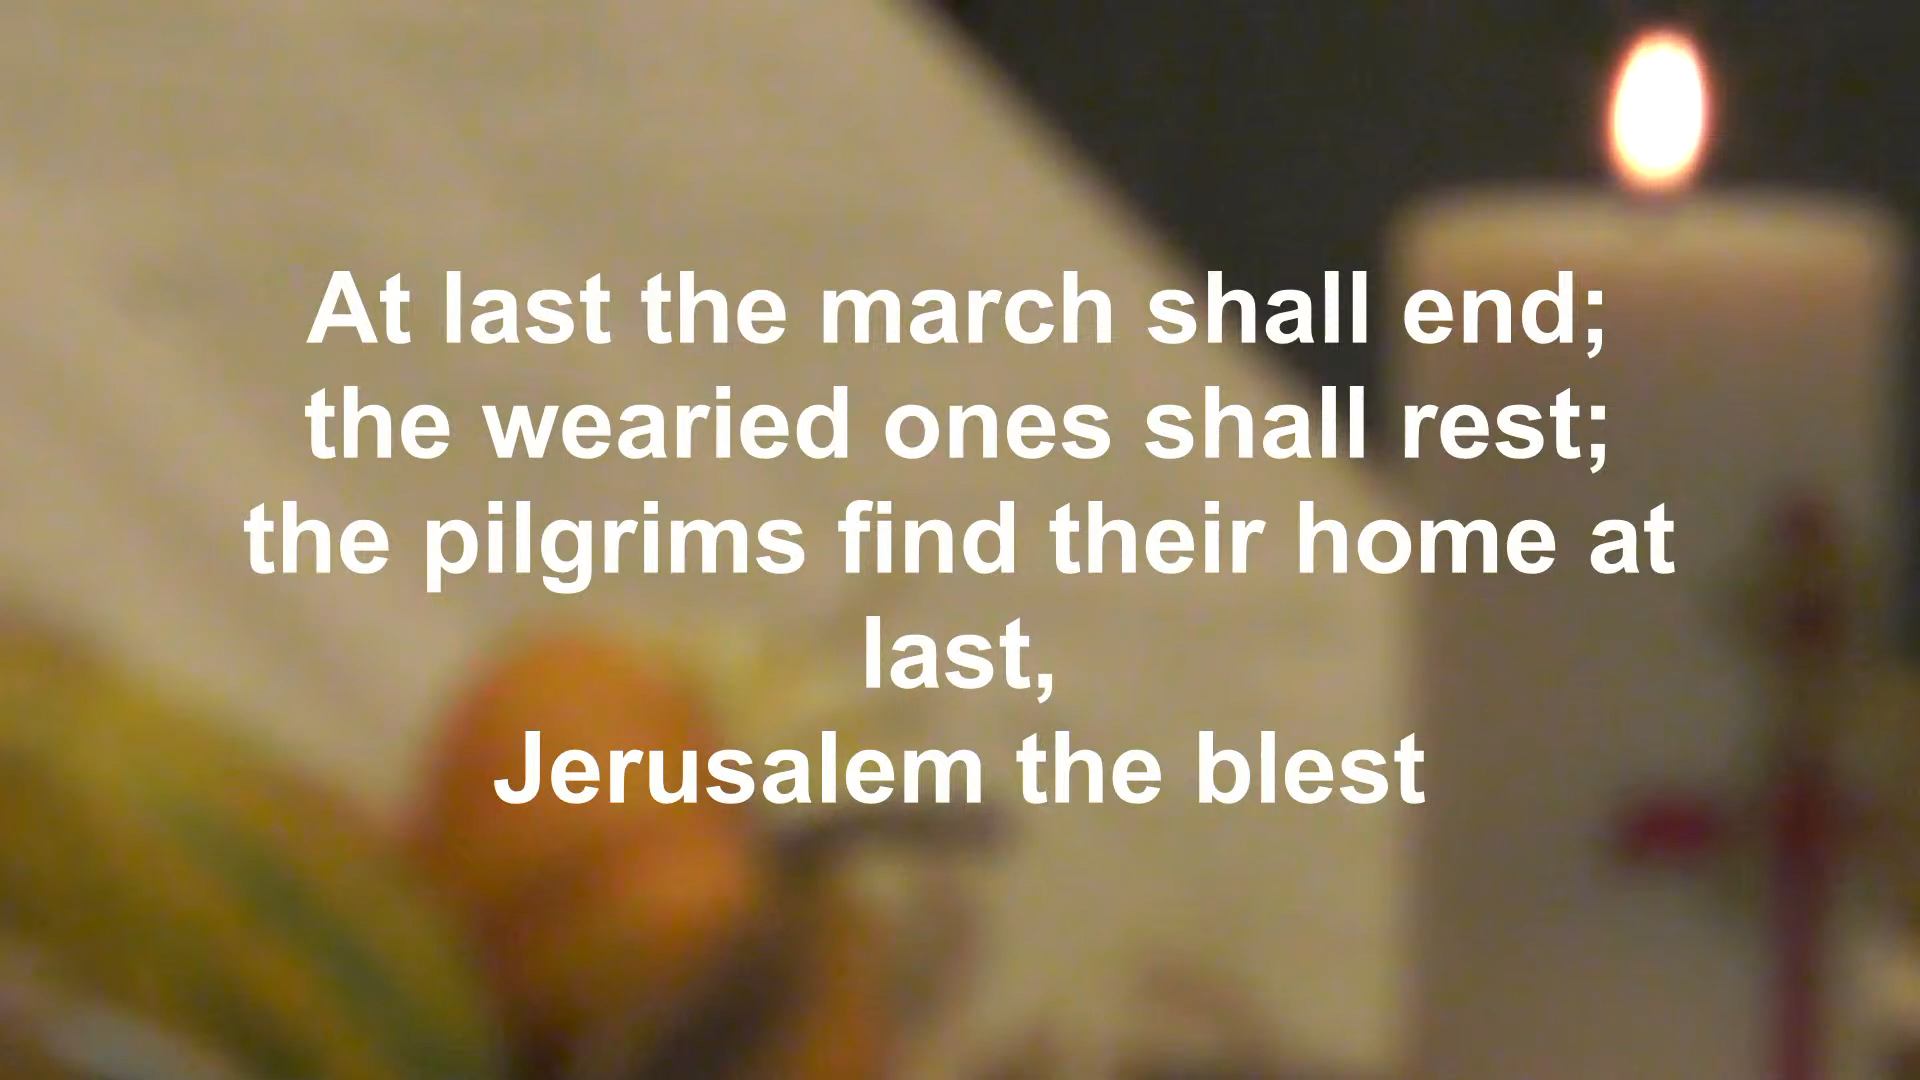 At last the march shall end;
the wearied ones shall rest;
the pilgrims find their home at
last,
Jerusalem the blest